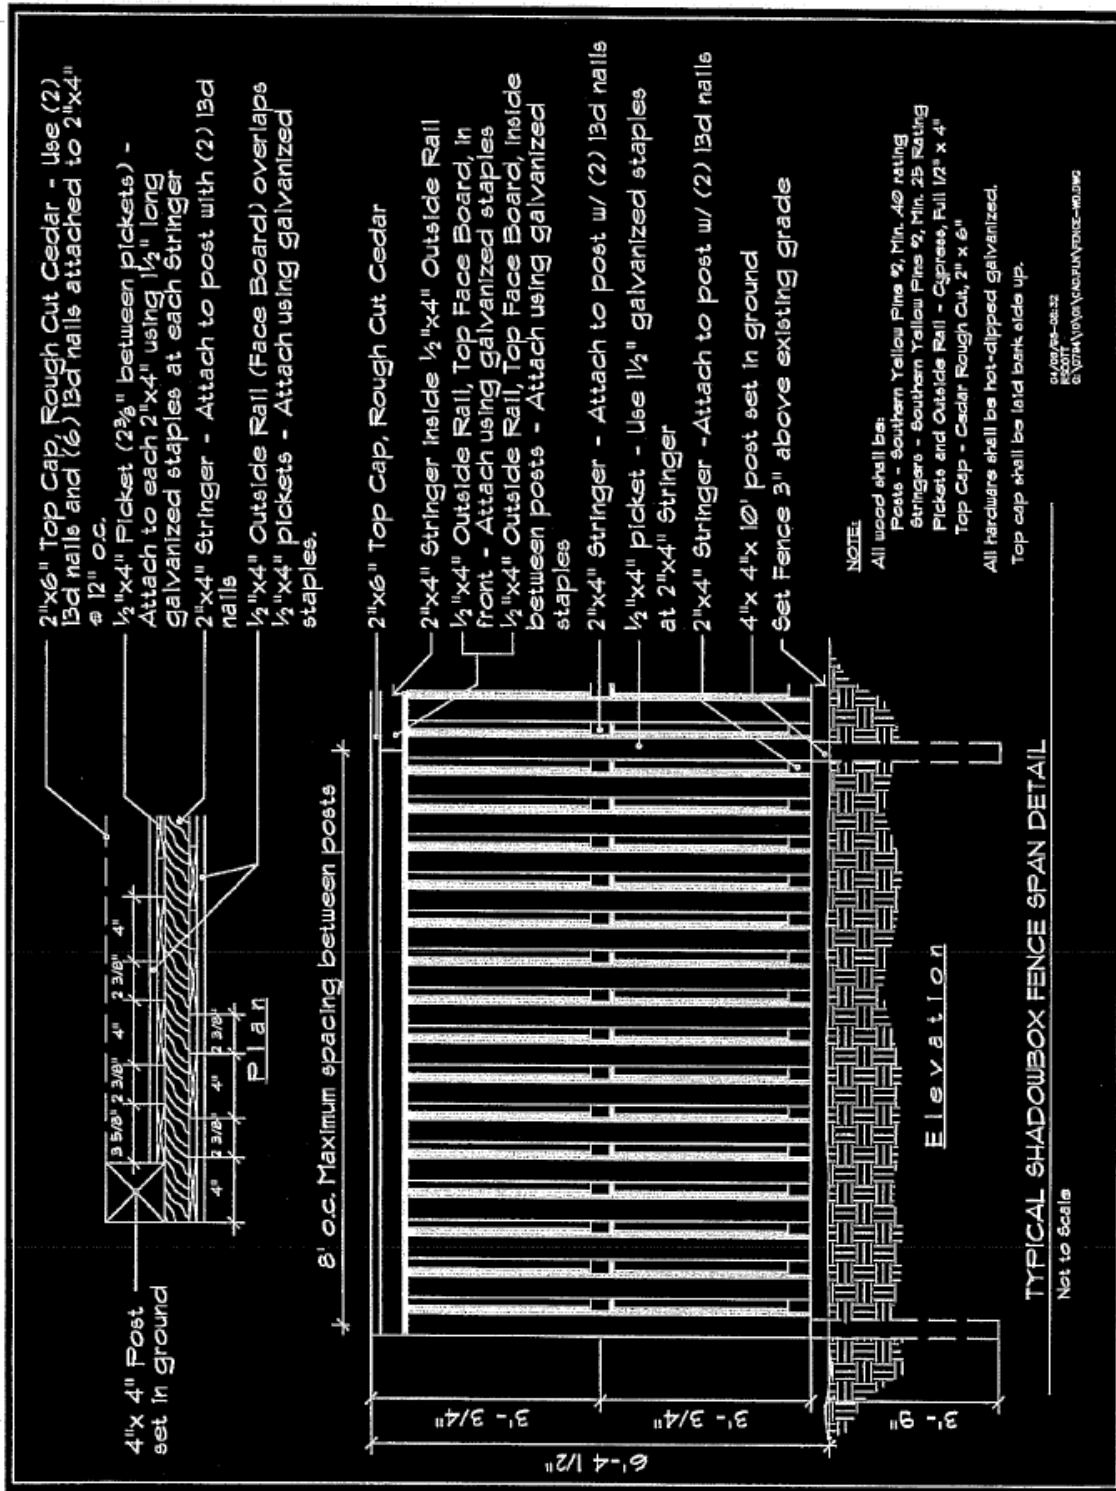 2"x6" Top Cap, Rough Cut Cedar - Use (2)
13d nails and (6) 13d nails attached to 2"x4"
@ 12" o.c.
½"x4" Picket (2⅜" between pickets) -
Attach to each 2"x4" using 1½" long
galvanized staples at each Stringer
2"x4" Stringer - Attach to post with (2) 13d
nails
½"x4" Outside Rail (Face Board) overlaps
½"x4" pickets - Attach using galvanized
staples.
4"x 4" Post
set in ground
3 5/8" 2 3/8" 4" 2 3/8" 4"
4" 2 3/8" 4" 2 3/8"
Plan
8' o.c. Maximum spacing between posts
2"x6" Top Cap, Rough Cut Cedar
2"x4" Stringer inside ½"x4" Outside Rail
½"x4" Outside Rail, Top Face Board, in
front - Attach using galvanized staples
½"x4" Outside Rail, Top Face Board, Inside
between posts - Attach using galvanized
staples
2"x4" Stringer - Attach to post w/ (2) 13d nails
½"x4" picket - Use 1½" galvanized staples
at 2"x4" Stringer
2"x4" Stringer -Attach to post w/ (2) 13d nails
4"x 4"x 10' post set in ground
Set Fence 3" above existing grade
3'- 3/4"
3'- 3/4"
6'-4 1/2"
3'- 9"
Elevation
NOTE:
All wood shall be:
Posts - Southern Yellow Pine #2, Min. .40 rating
Stringers - Southern Yellow Pine #2, Min. .25 Rating
Pickets and Outside Rail - Cypress, Full 1/2" x 4"
Top Cap - Cedar Rough Cut, 2" x 6"
All hardware shall be hot-dipped galvanized.
Top cap shall be laid bark side up.
TYPICAL SHADOWBOX FENCE SPAN DETAIL
Not to Scale
RSCOTT